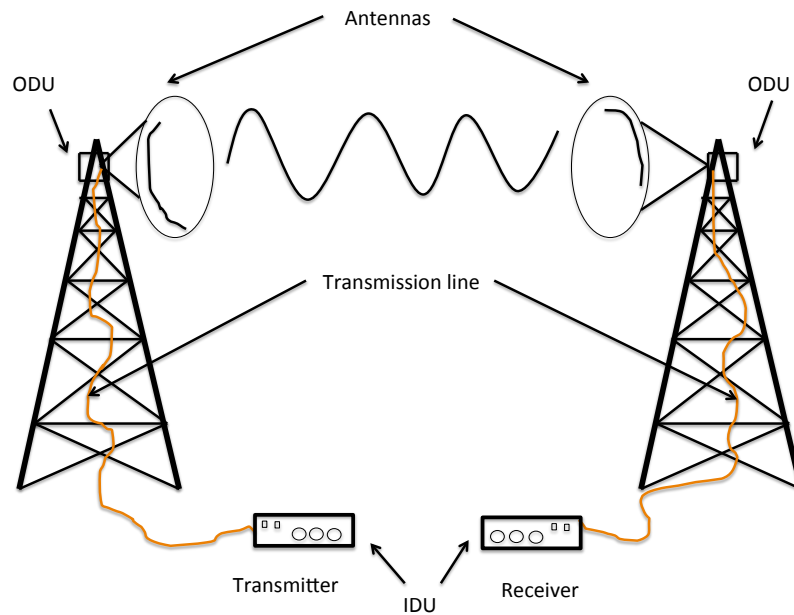 Antennas
ODU
ODU
Transmission line
Transmitter
Receiver
IDU